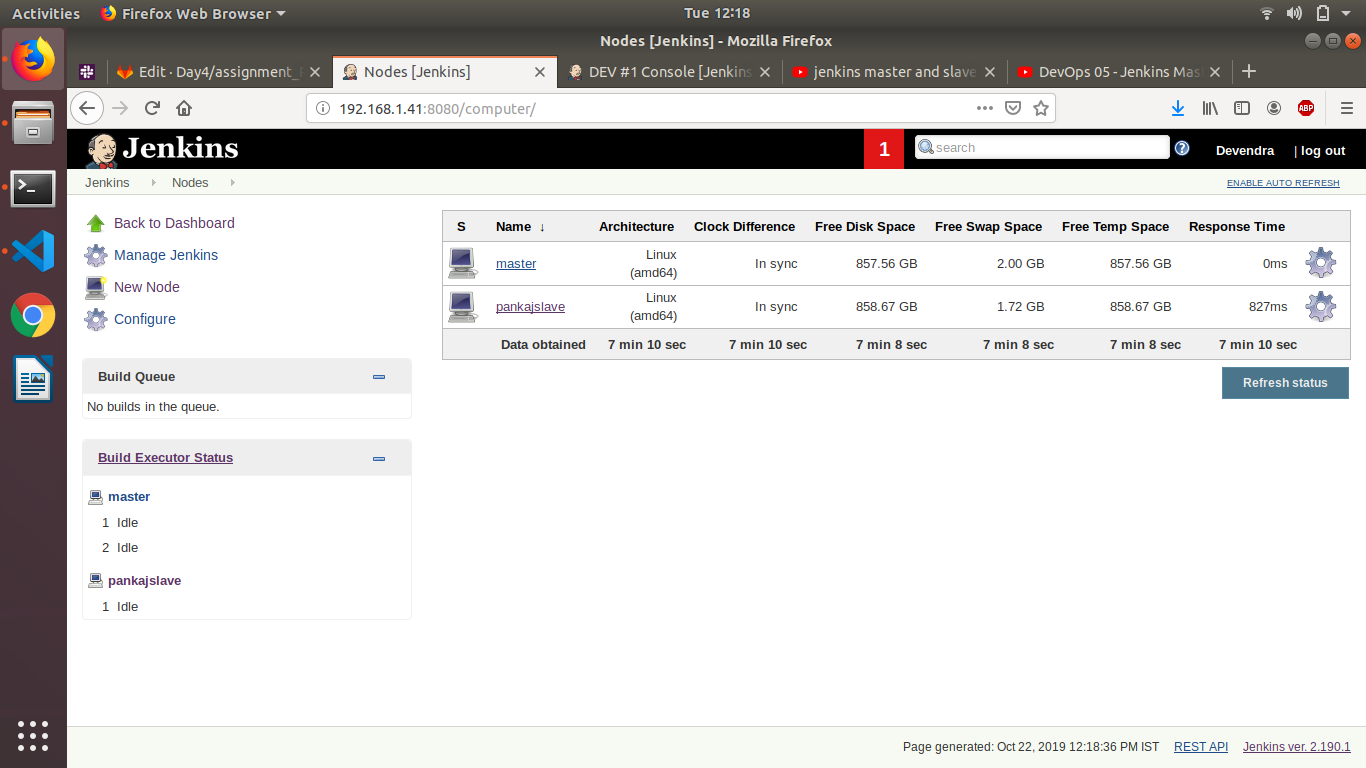 Activities Firefox Web Browser Tue 12:18
Nodes [Jenkins] - Mozilla Firefox
Edit · Day4/assignment_ Nodes [Jenkins] DEV #1 Console [Jenkins jenkins master and slave DevOps 05 - Jenkins Mas
192.168.1.41:8080/computer/ ABP
Jenkins 1 search Devendra | log out
Jenkins Nodes ENABLE AUTO REFRESH
Back to Dashboard
Manage Jenkins
New Node
Configure
Build Queue
No builds in the queue.
Build Executor Status
master
1 Idle
2 Idle
pankajslave
1 Idle
S Name ↓ Architecture Clock Difference Free Disk Space Free Swap Space Free Temp Space Response Time
master Linux (amd64) In sync 857.56 GB 2.00 GB 857.56 GB 0ms
pankajslave Linux (amd64) In sync 858.67 GB 1.72 GB 858.67 GB 827ms
Data obtained 7 min 10 sec 7 min 10 sec 7 min 8 sec 7 min 8 sec 7 min 8 sec 7 min 10 sec
Refresh status
Page generated: Oct 22, 2019 12:18:36 PM IST REST API Jenkins ver. 2.190.1